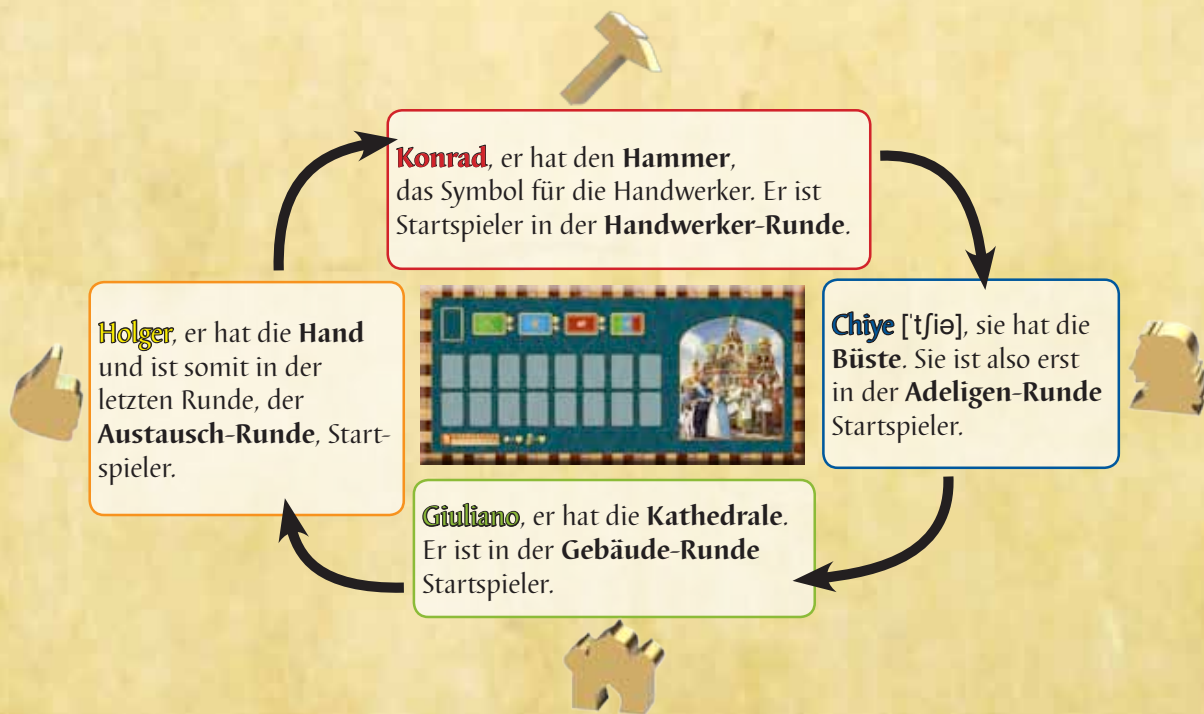 Konrad, er hat den Hammer,
das Symbol für die Handwerker. Er ist
Startspieler in der Handwerker-Runde.
Chiye ['tʃiə], sie hat die
Büste. Sie ist also erst
in der Adeligen-Runde
Startspieler.
Giuliano, er hat die Kathedrale.
Er ist in der Gebäude-Runde
Startspieler.
Holger, er hat die Hand
und ist somit in der
letzten Runde, der
Austausch-Runde, Start-
spieler.